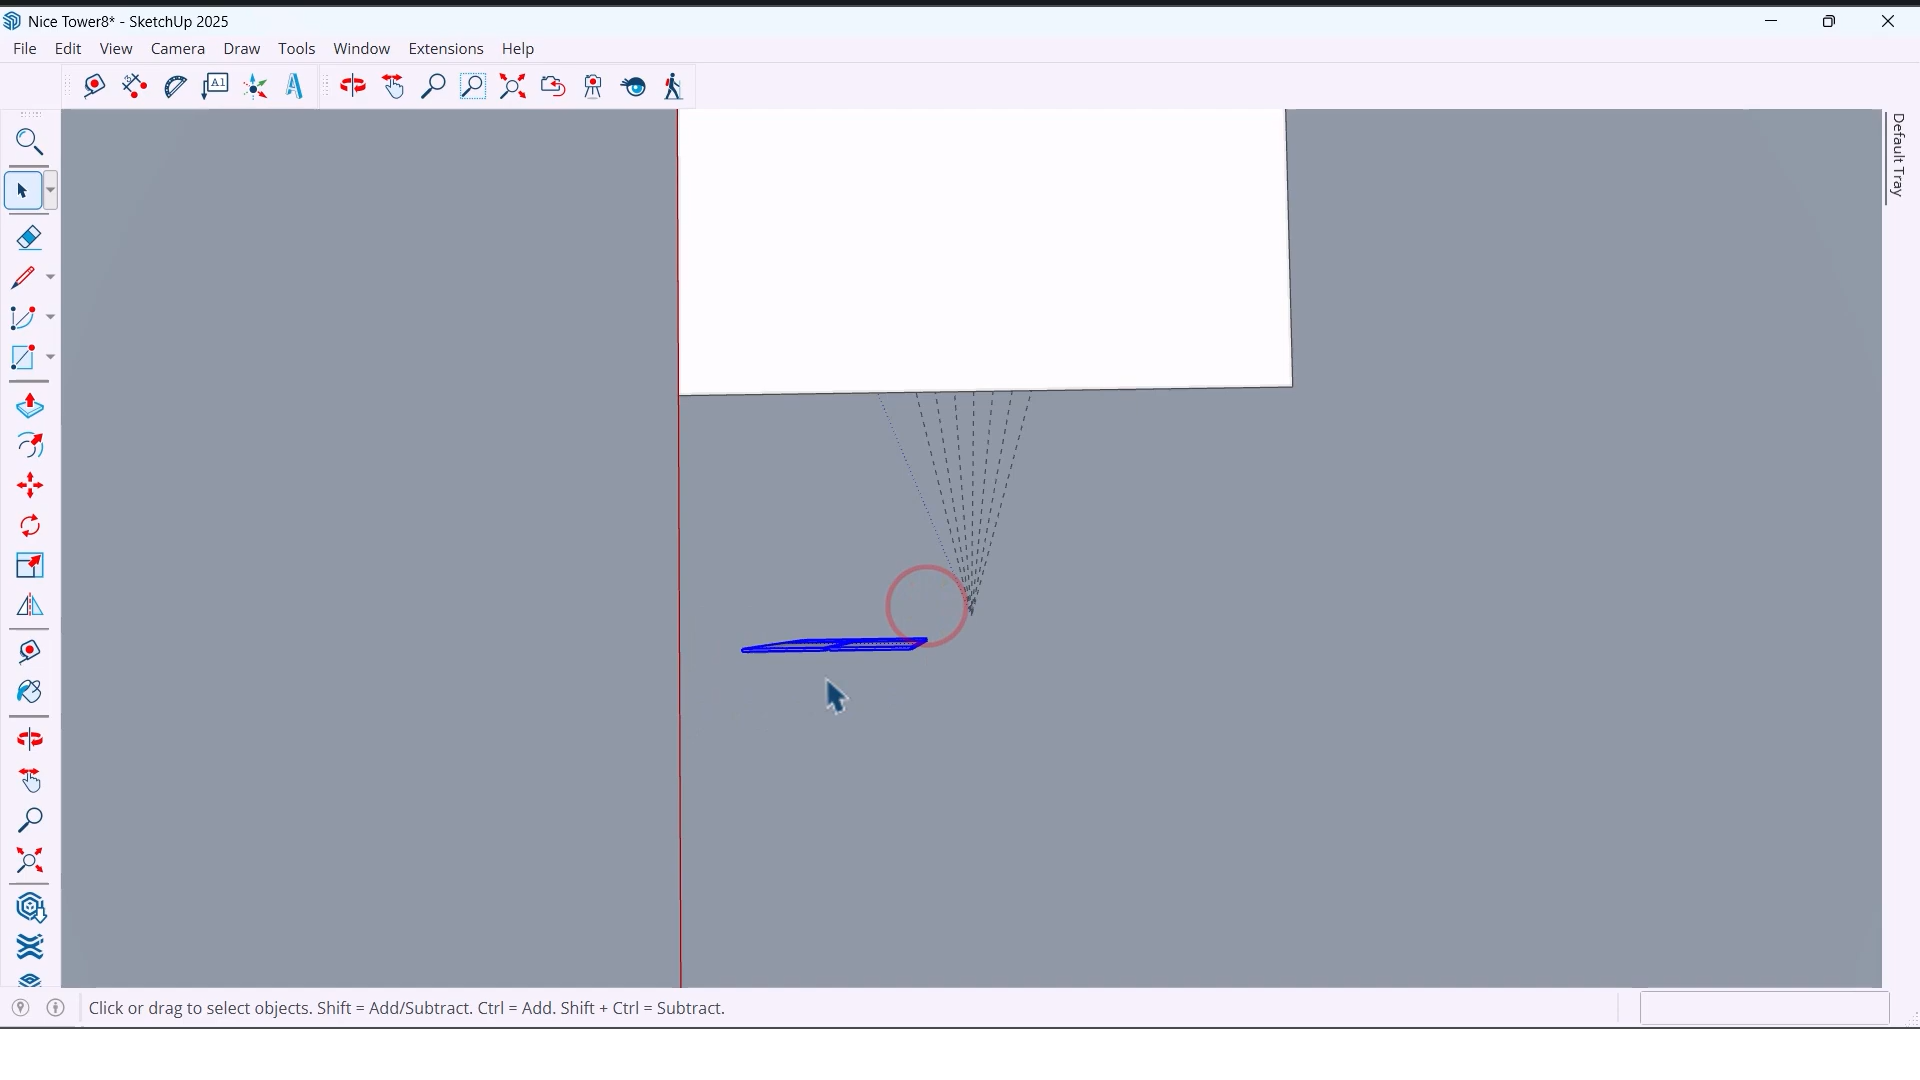 Nice Tower8* - SketchUp 2025
File Edit View Camera Draw Tools Window Extensions Help
A1
Default Tray
Click or drag to select objects. Shift = Add/Subtract. Ctrl = Add. Shift + Ctrl = Subtract.